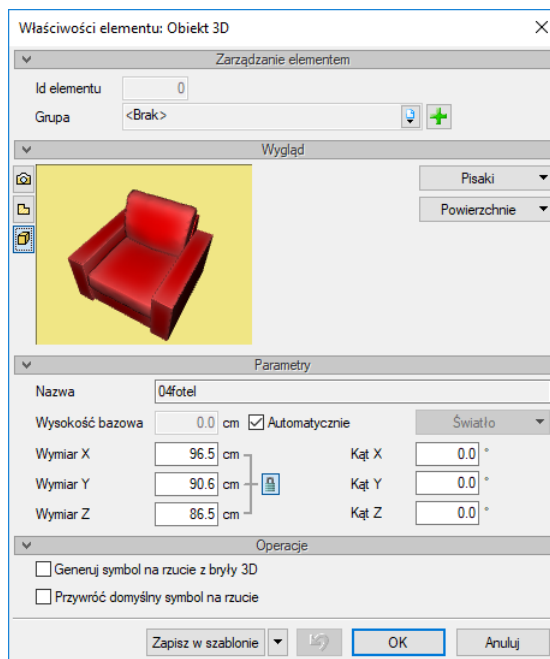 Właściwości elementu: Obiekt 3D
Zarządzanie elementem
Id elementu 0
Grupa <Brak>
Wygląd
Pisaki
Powierzchnie
Parametry
Nazwa 04fotel
Wysokość bazowa 0.0 cm Automatycznie Światło
Wymiar X 96.5 cm Kąt X 0.0 °
Wymiar Y 90.6 cm Kąt Y 0.0 °
Wymiar Z 86.5 cm Kąt Z 0.0 °
Operacje
Generuj symbol na rzucie z bryły 3D
Przywróć domyślny symbol na rzucie
Zapisz w szablonie OK Anuluj